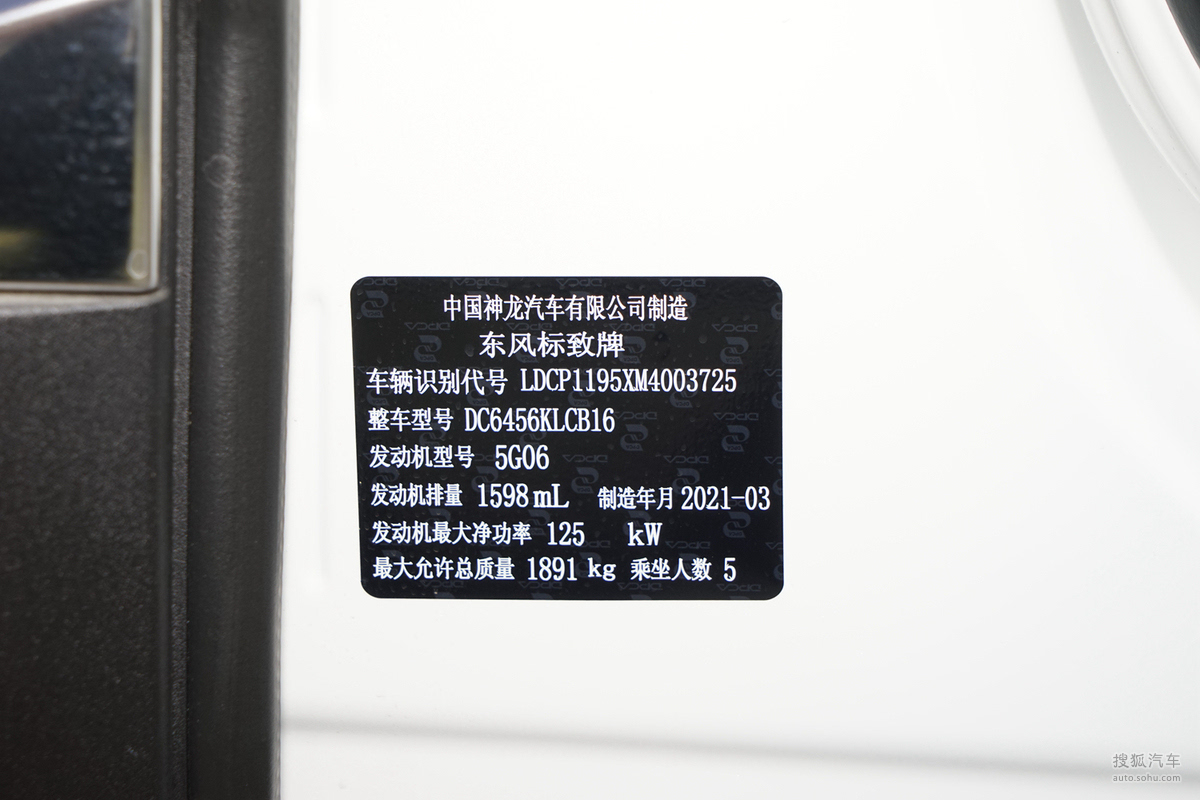 中国神龙汽车有限公司制造
东风标致牌
车辆识别代号 LDCP1195XM4003725
整车型号 DC6456KLCB16
发动机型号 5G06
发动机排量 1598 mL 制造年月 2021-03
发动机最大净功率 125 kW
最大允许总质量 1891 kg 乘坐人数 5
搜狐汽车
auto.sohu.com